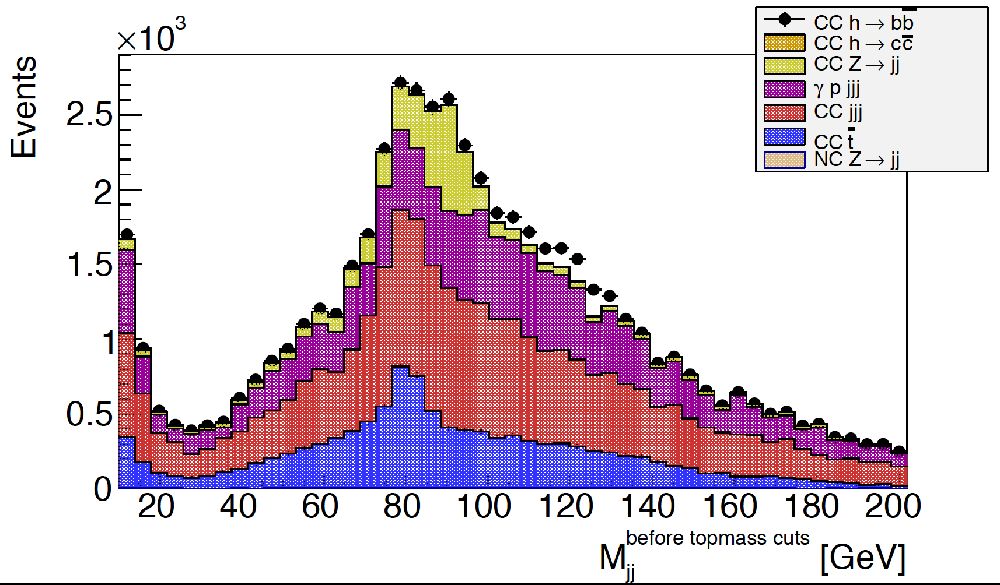 ×10³
Events
2.5
2
1.5
1
0.5
0
20 40 60 80 100 120 140 160 180 200
M_jj^before topmass cuts [GeV]
CC h → bb̅
CC h → cc̅
CC Z → jj
γ p jjj
CC jjj
CC t̅
NC Z → jj